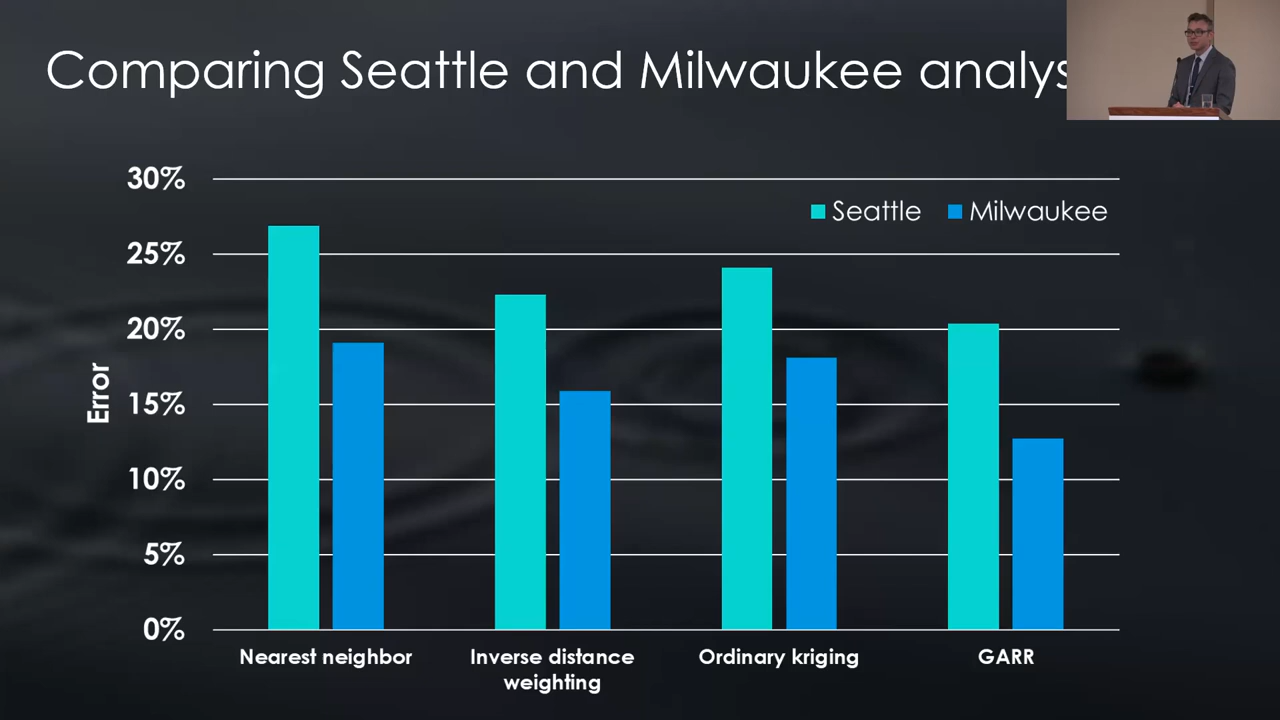 Comparing Seattle and Milwaukee
30%
Seattle
Milwaukee
25%
20%
Error
15%
10%
5%
0%
Nearest neighbor
Inverse distance
weighting
Ordinary kriging
GARR